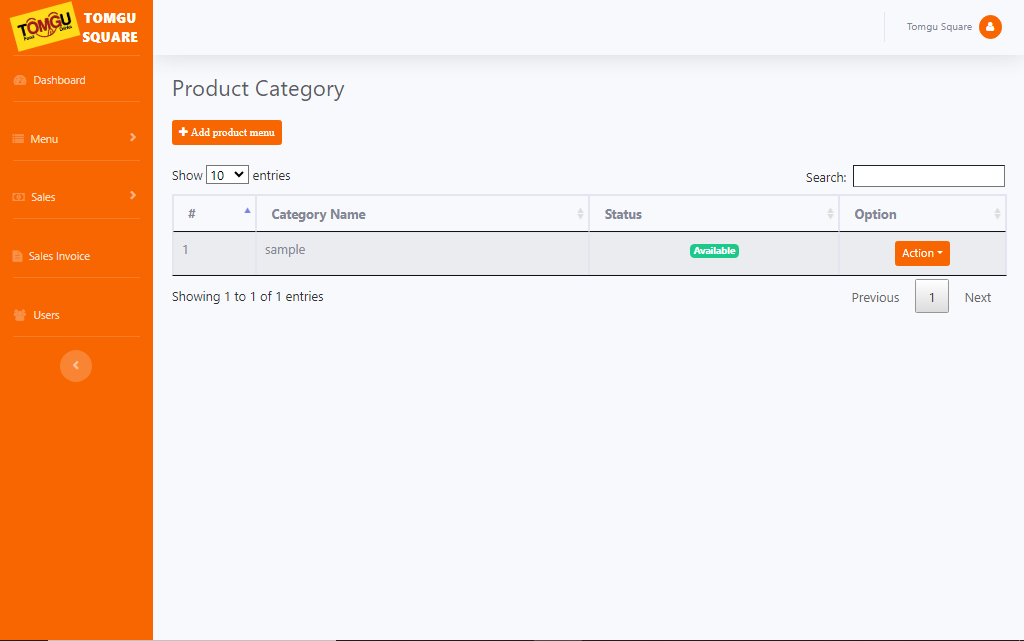 TOMGU
Food Drinks
TOMGU
SQUARE
Tomgu Square
Dashboard
Menu
Sales
Sales Invoice
Users
Product Category
Add product menu
Show 10 entries
Search:
# Category Name Status Option
1 sample Available Action
Showing 1 to 1 of 1 entries
Previous 1 Next